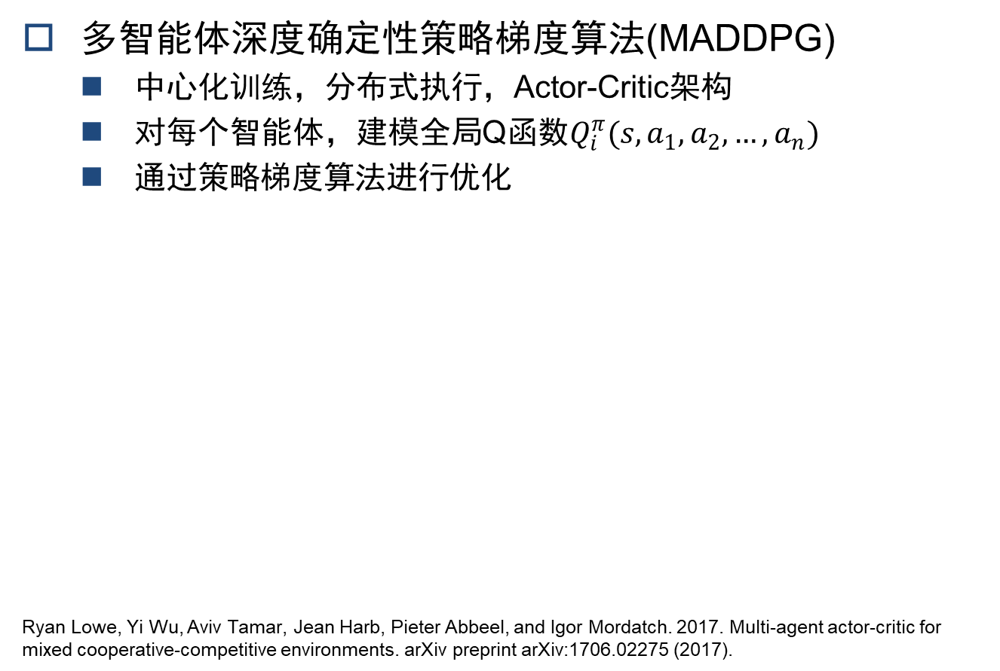 多智能体深度确定性策略梯度算法(MADDPG)
中心化训练，分布式执行，Actor-Critic架构
对每个智能体，建模全局Q函数$Q_i^{\pi}(s, a_1, a_2, \ldots, a_n)$
通过策略梯度算法进行优化
Ryan Lowe, Yi Wu, Aviv Tamar, Jean Harb, Pieter Abbeel, and Igor Mordatch. 2017. Multi-agent actor-critic for
mixed cooperative-competitive environments. arXiv preprint arXiv:1706.02275 (2017).